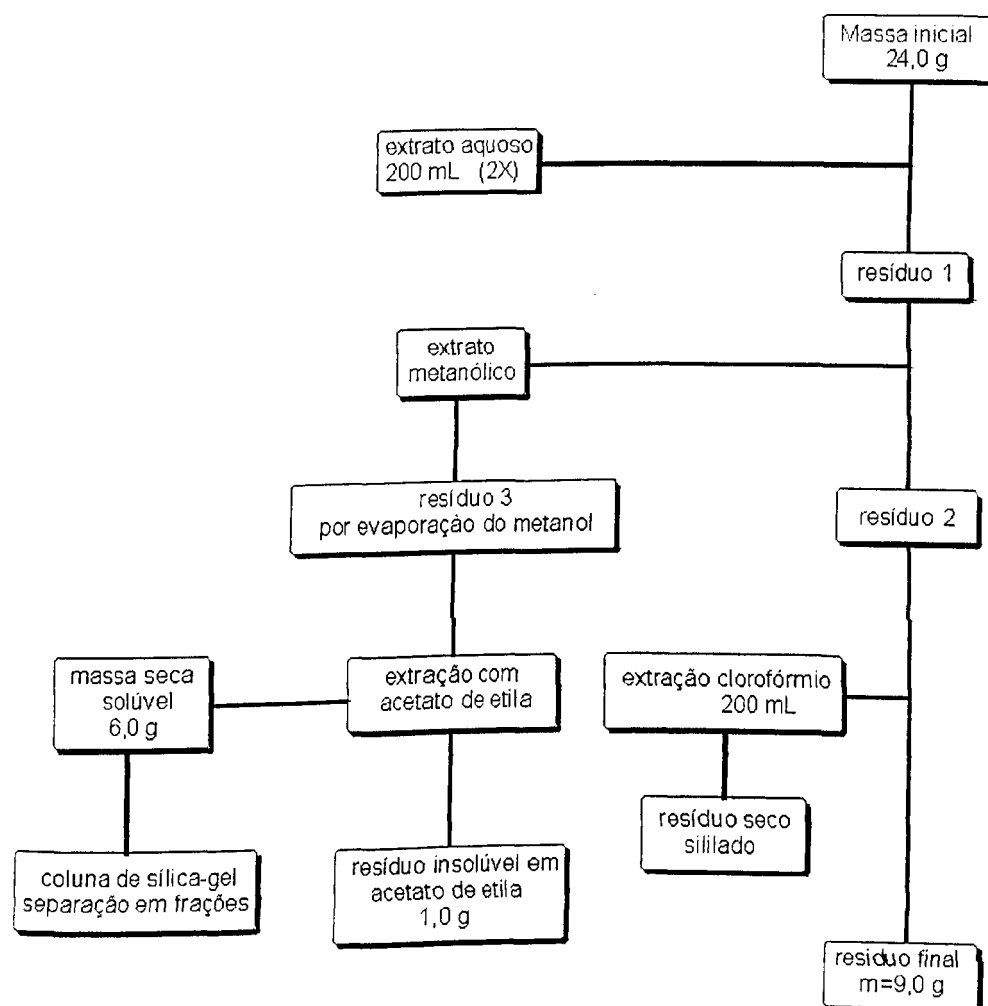 Massa inicial
24,0 g
extrato aquoso
200 mL (2X)
resíduo 1
extrato
metanólico
resíduo 3
por evaporação do metanol
resíduo 2
massa seca
solúvel
6,0 g
extração com
acetato de etila
extração clorofórmio
200 mL
resíduo seco
sililado
coluna de sílica-gel
separação em frações
resíduo insolúvel em
acetato de etila
1,0 g
residuo final
m=9,0 g